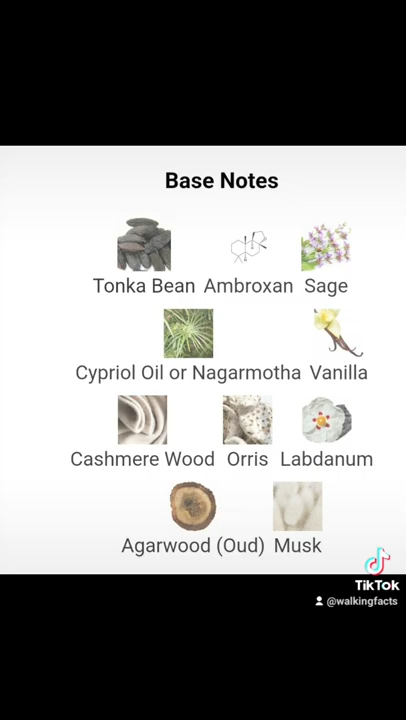 Base Notes
Tonka Bean Ambroxan Sage
Cypriol Oil or Nagarmotha Vanilla
Cashmere Wood Orris Labdanum
Agarwood (Oud) Musk
TikTok
@walkingfacts